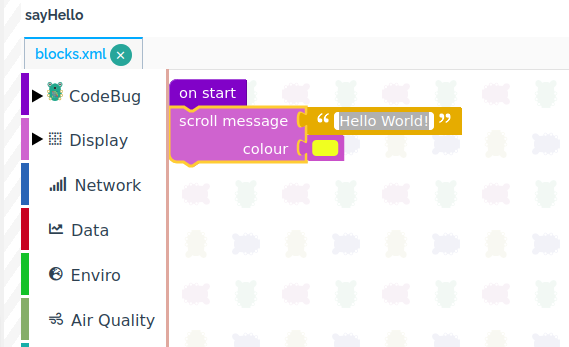 sayHello
blocks.xml
CodeBug
Display
Network
Data
Enviro
Air Quality
on start
scroll message “ Hello World! ”
colour